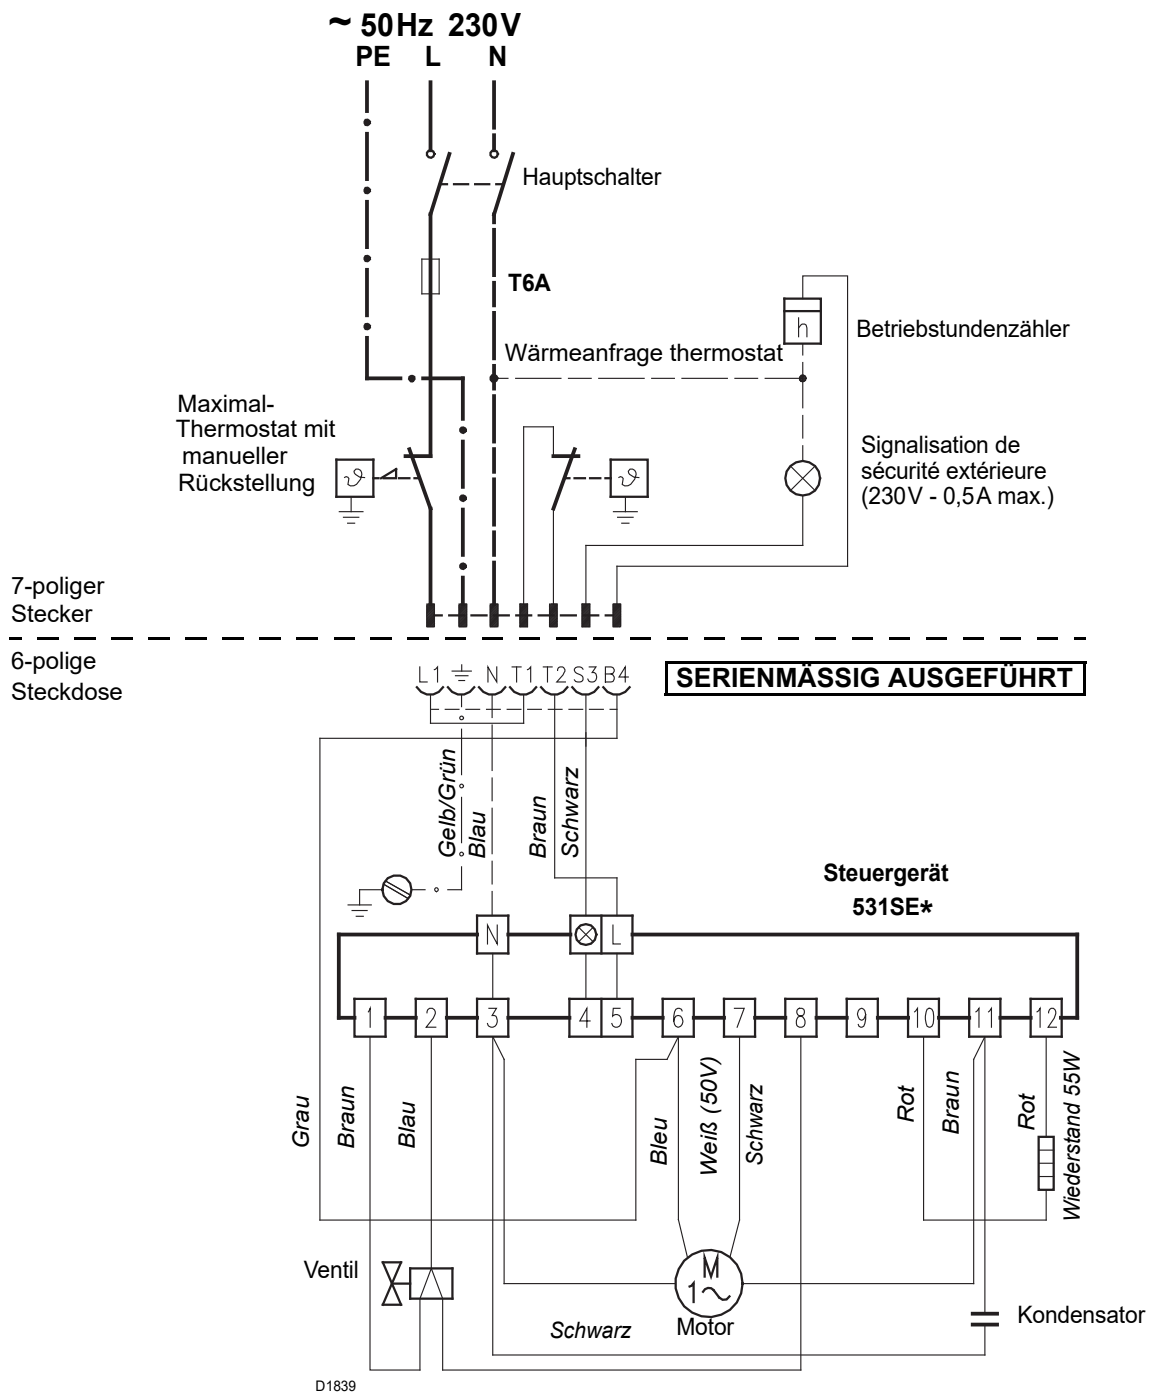 ~ 50Hz 230V
PE L N
Hauptschalter
T6A
h
Betriebstundenzähler
Wärmeanfrage thermostat
Maximal-
Thermostat mit
manueller
Rückstellung
ϑ
ϑ
Signalisation de
sécurité extérieure
(230V - 0,5A max.)
7-poliger
Stecker
6-polige
Steckdose
L1 N T1 T2 S3 B4
SERIENMÄSSIG AUSGEFÜHRT
Gelb/Grün
Blau
Braun
Schwarz
Steuergerät
531SE*
N L
1 2 3 4 5 6 7 8 9 10 11 12
Grau
Braun
Blau
Bleu
Weiß (50V)
Schwarz
Rot
Braun
Rot
Wiederstand 55W
Ventil
M
1~
Motor
Schwarz
Kondensator
D1839